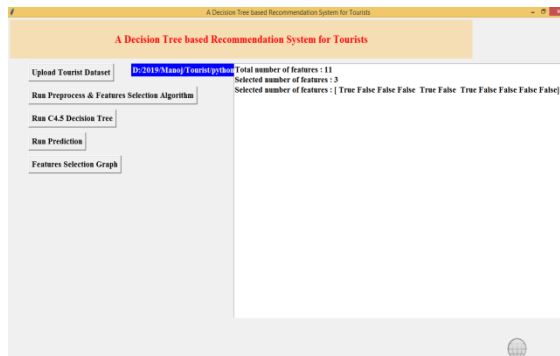 A Decision Tree based Recommendation System for Tourists
A Decision Tree based Recommendation System for Tourists
Upload Tourist Dataset
D:/2019/Manoj/Tourist/python
Total number of features : 11
Selected number of features : 3
Selected number of features : [ True False False False  True False  True False False False False]
Run Preprocess & Features Selection Algorithm
Run C4.5 Decision Tree
Run Prediction
Features Selection Graph